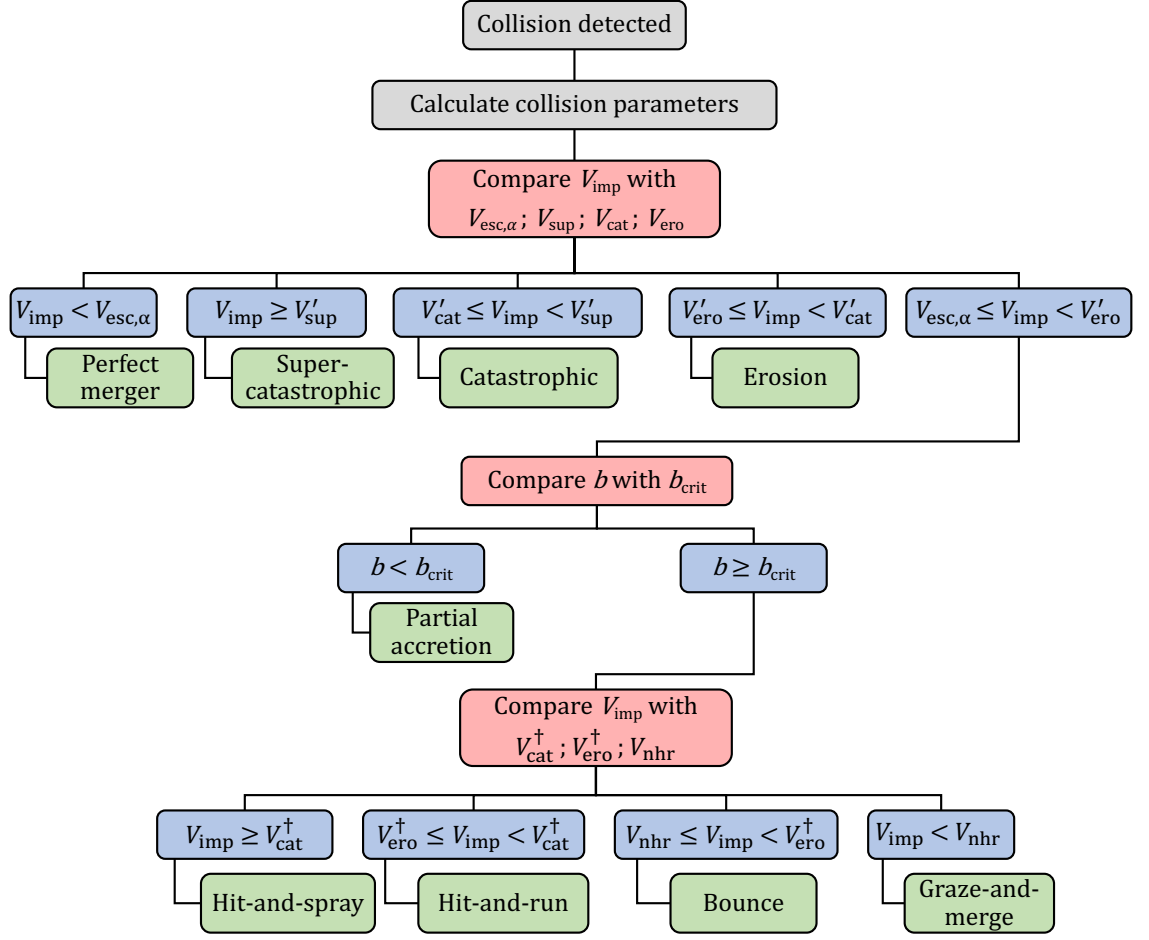 Collision detected
Calculate collision parameters
Compare V_imp with
V_esc,α ; V_sup ; V_cat ; V_ero
V_imp < V_esc,α
V_imp ≥ V′_sup
V′_cat ≤ V_imp < V′_sup
V′_ero ≤ V_imp < V′_cat
V_esc,α ≤ V_imp < V′_ero
Perfect
merger
Super-
catastrophic
Catastrophic
Erosion
Compare b with b_crit
b < b_crit
b ≥ b_crit
Partial
accretion
Compare V_imp with
V†_cat ; V†_ero ; V_nhr
V_imp ≥ V†_cat
V†_ero ≤ V_imp < V†_cat
V_nhr ≤ V_imp < V†_ero
V_imp < V_nhr
Hit-and-spray
Hit-and-run
Bounce
Graze-and-
merge